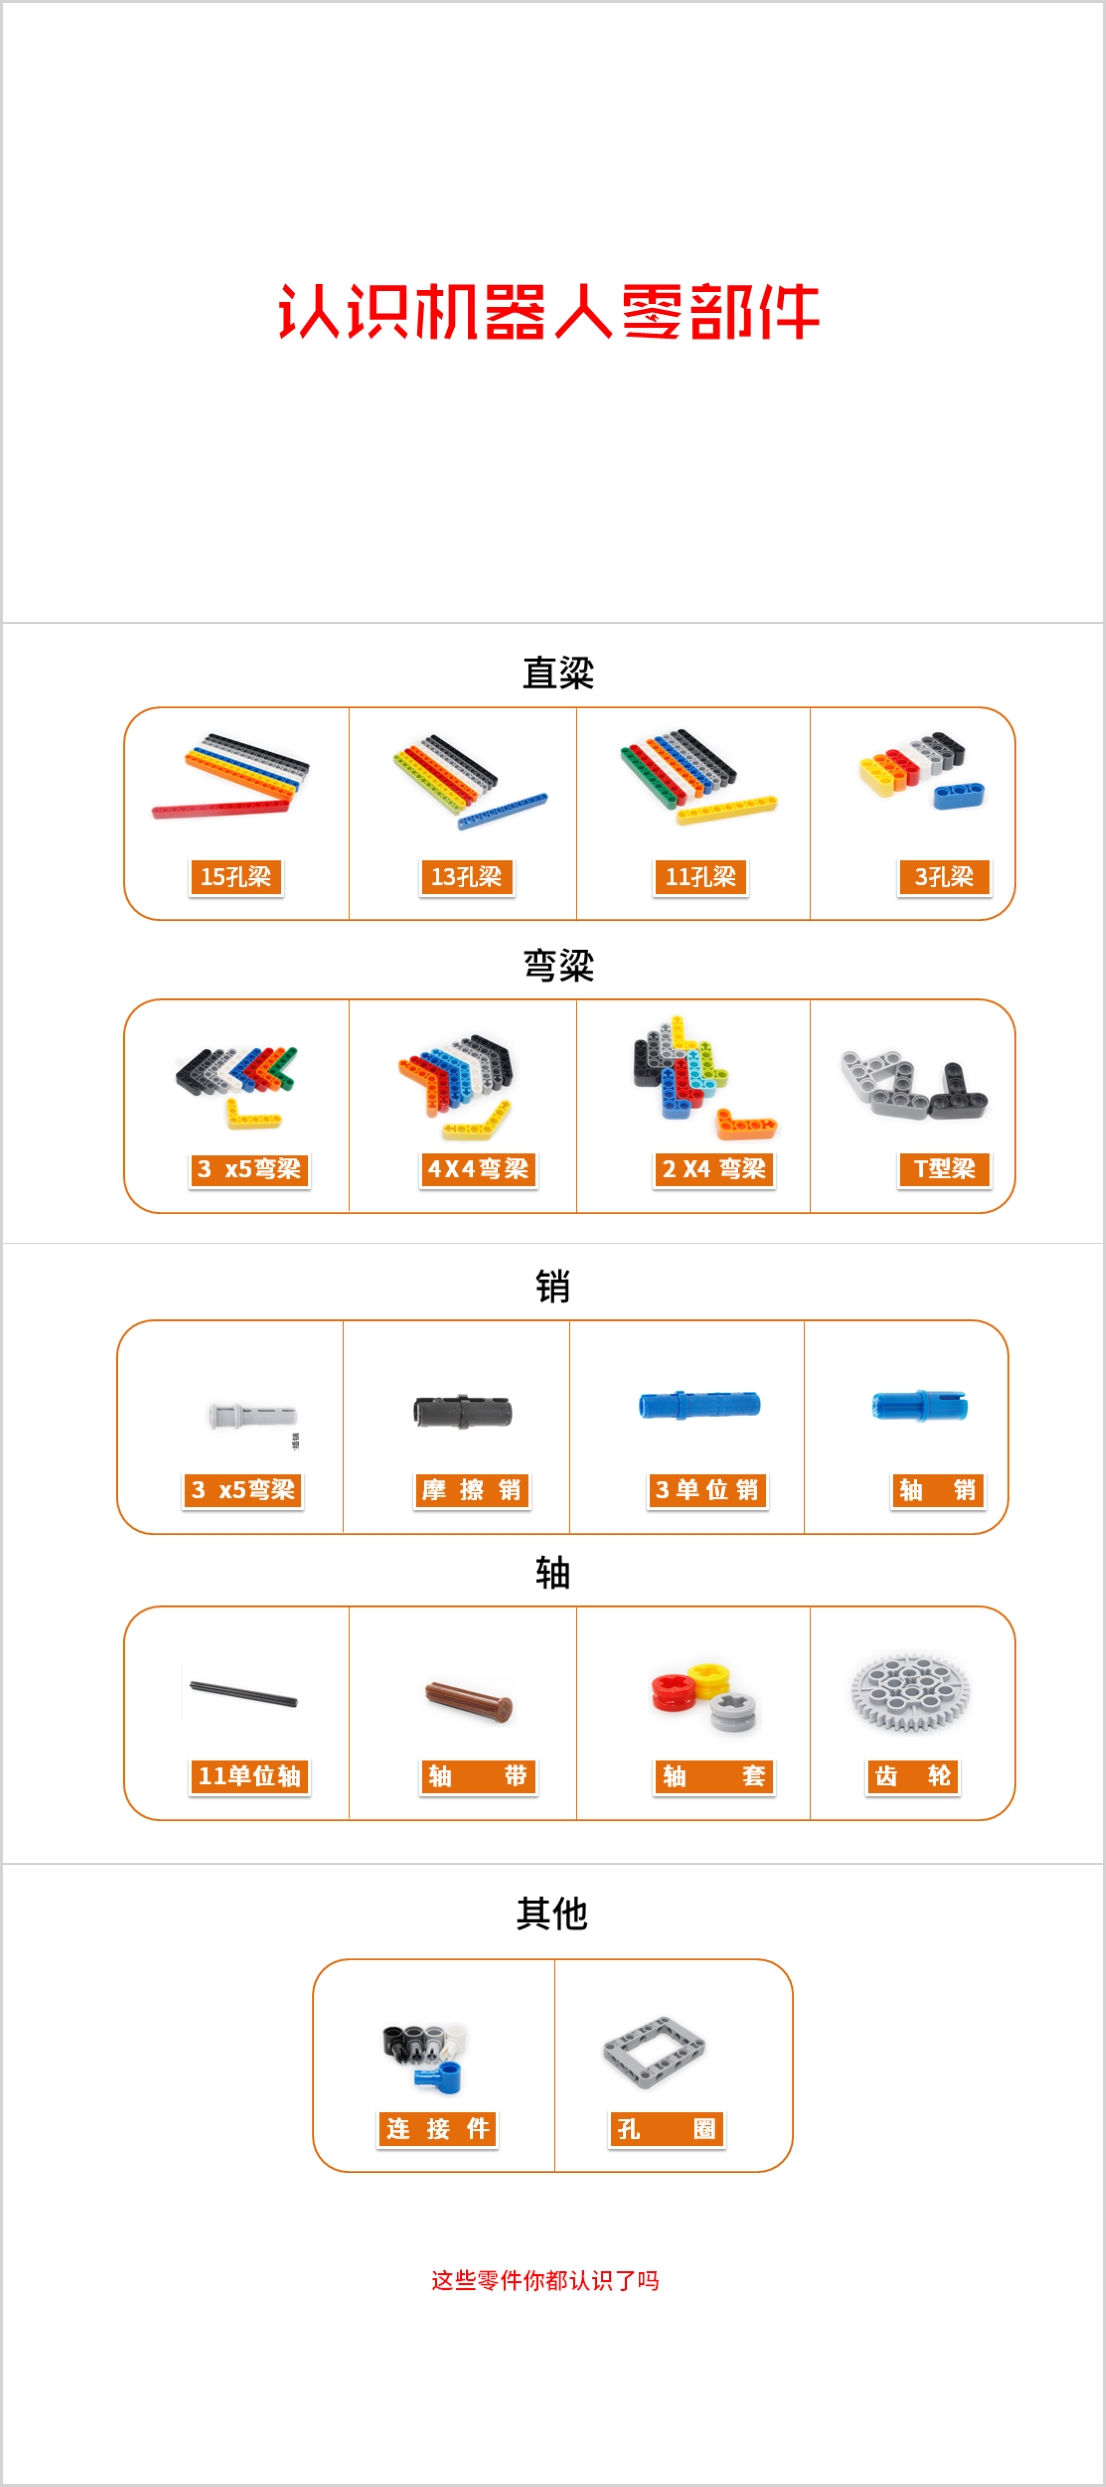 认识机器人零部件
直粱
15孔梁
13孔梁
11孔梁
3孔梁
弯粱
3 x5弯梁
4X4弯梁
2 X4 弯梁
T型梁
销
插销
3 x5弯梁
摩 擦 销
3单位销
轴 销
轴
11单位轴
轴 带
轴 套
齿 轮
其他
连 接 件
孔 圈
这些零件你都认识了吗